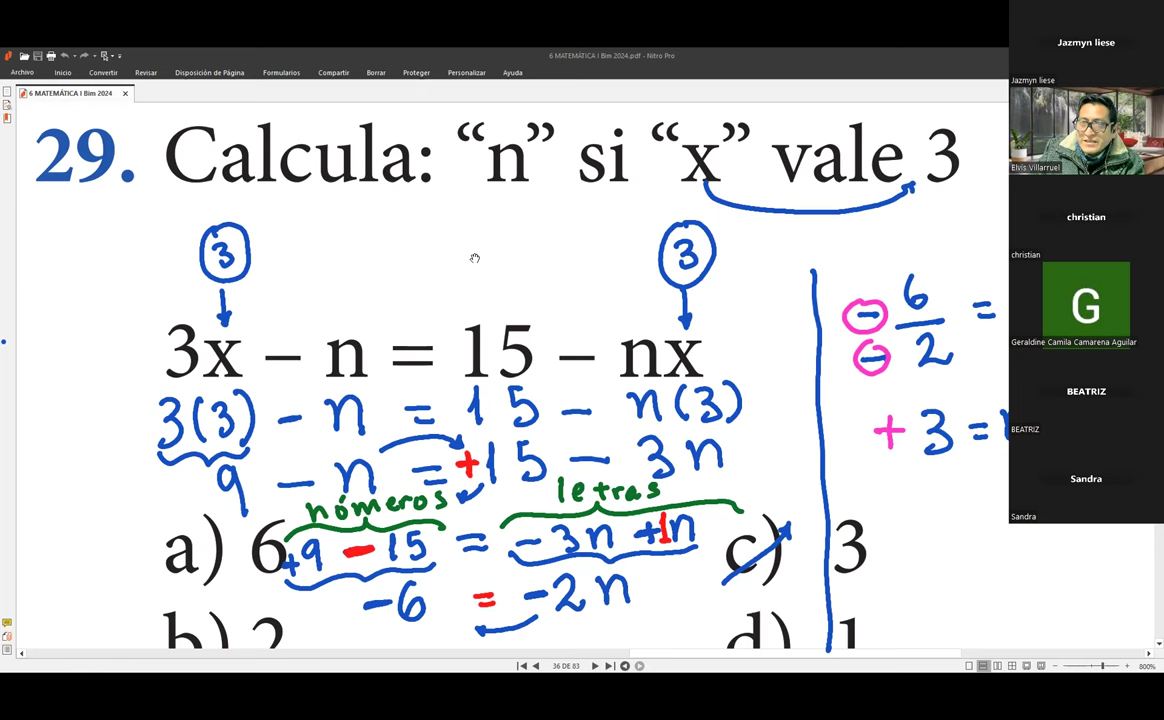 6 MATEMÁTICA I Bim 2024.pdf - Nitro Pro
Archivo Inicio Convertir Revisar Disposición de Página Formularios Compartir Borrar Proteger Personalizar Ayuda
6 MATEMÁTICA I Bim 2024 ×
29. Calcula: “n” si “x” vale 3
3 3
3x – n = 15 – nx
3(3) - n = 15 - n(3)
9 - n = +15 - 3n
números letras
+9 - 15 = -3n +1n
-6 = -2n
a) 6
c) 3
b) 2
d) 1
- 6 =
- 2
+ 3 =
Jazmyn liese
Jazmyn liese
Elvis Villarruel
christian
christian
G
Geraldine Camila Camarena Aguilar
BEATRIZ
BEATRIZ
Sandra
Sandra
36 DE 83
800%